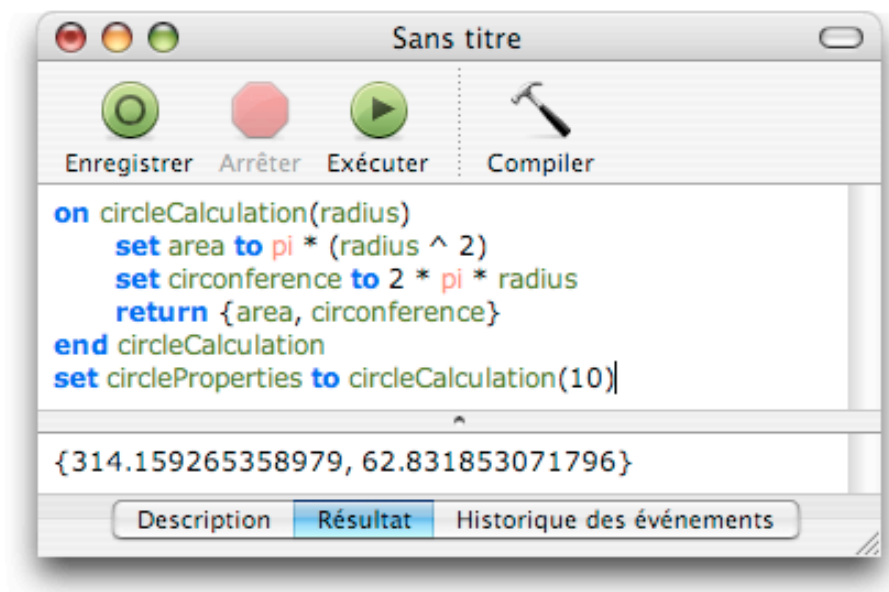 Sans titre
Enregistrer Arrêter Exécuter Compiler
on circleCalculation(radius)
set area to pi * (radius ^ 2)
set circonference to 2 * pi * radius
return {area, circonference}
end circleCalculation
set circleProperties to circleCalculation(10)
{314.159265358979, 62.831853071796}
Description Résultat Historique des événements